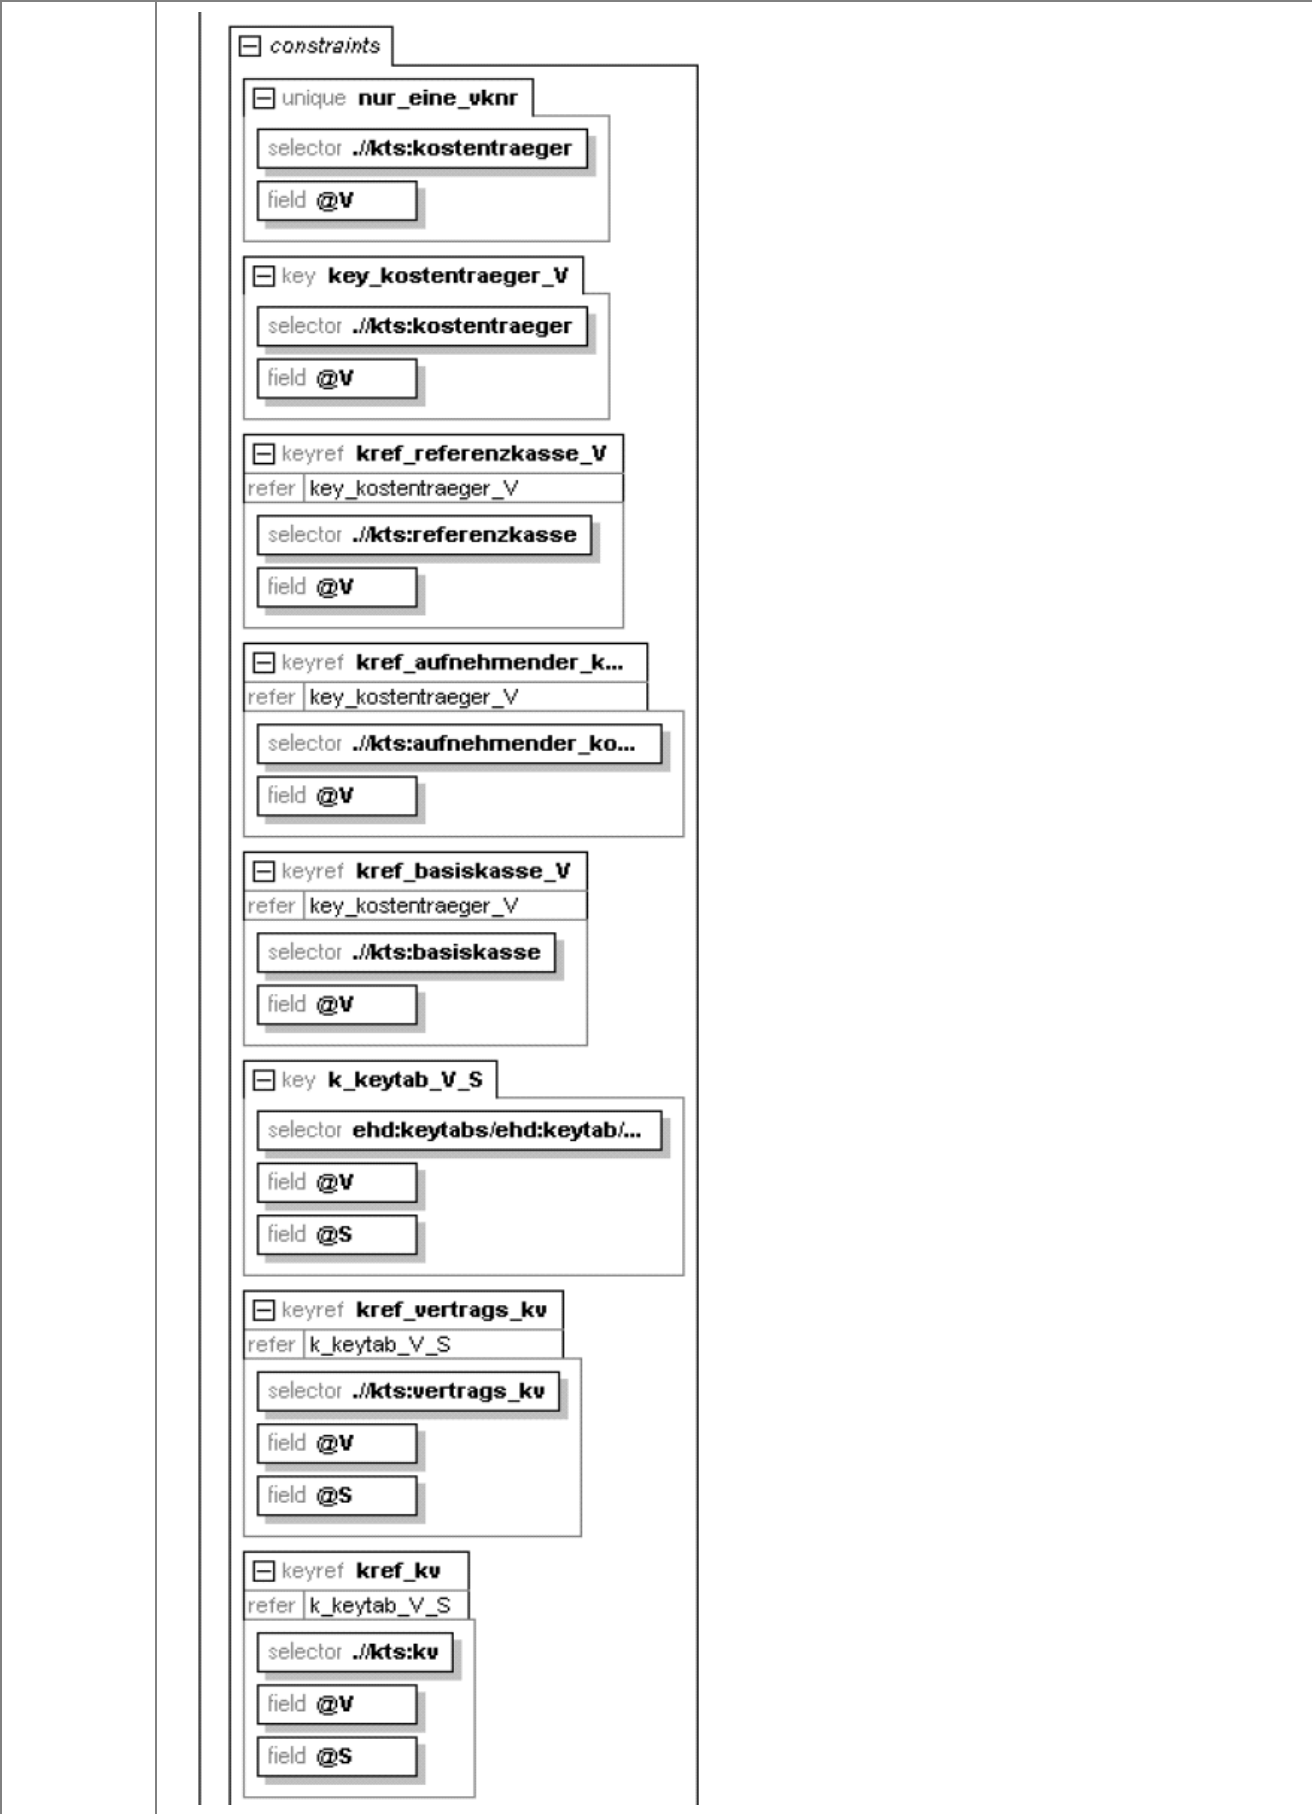 constraints
unique nur_eine_vknr
selector .//kts:kostentraeger
field @V
key key_kostentraeger_V
selector .//kts:kostentraeger
field @V
keyref kref_referenzkasse_V
refer key_kostentraeger_V
selector .//kts:referenzkasse
field @V
keyref kref_aufnehmender_k...
refer key_kostentraeger_V
selector .//kts:aufnehmender_ko...
field @V
keyref kref_basiskasse_V
refer key_kostentraeger_V
selector .//kts:basiskasse
field @V
key k_keytab_V_S
selector ehd:keytabs/ehd:keytab/...
field @V
field @S
keyref kref_vertrags_kv
refer k_keytab_V_S
selector .//kts:vertrags_kv
field @V
field @S
keyref kref_kv
refer k_keytab_V_S
selector .//kts:kv
field @V
field @S